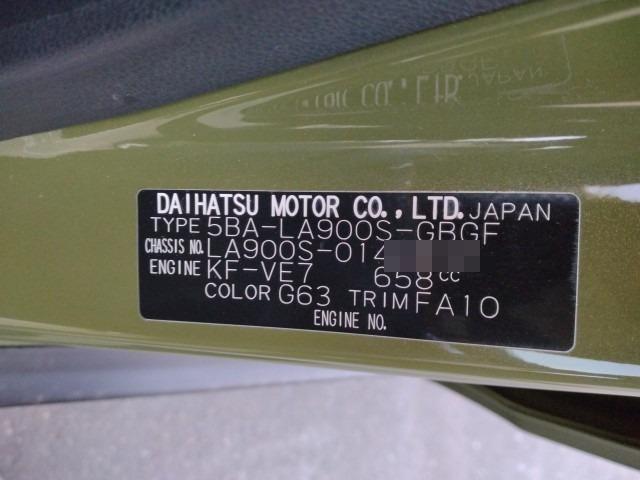 DAIHATSU MOTOR CO., LTD. JAPAN
TYPE 5BA-LA900S-GBGF
CHASSIS NO. LA900S-014
ENGINE KF-VE7 658cc
COLOR G63 TRIM FA10
ENGINE NO.